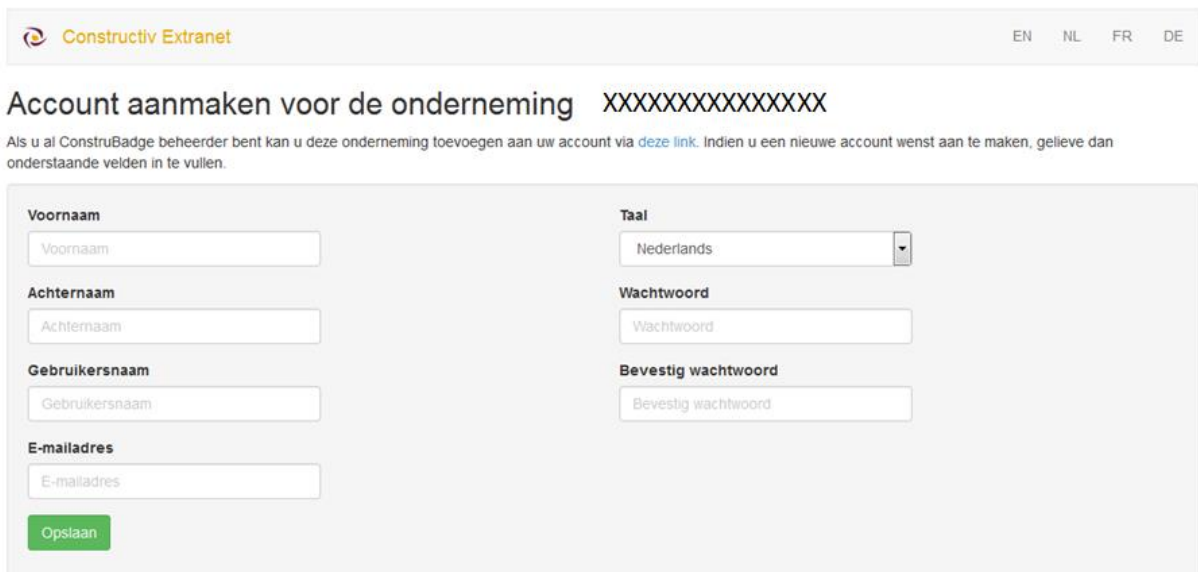 Constructiv Extranet
EN NL FR DE
Account aanmaken voor de onderneming XXXXXXXXXXXXXXX
Als u al ConstruBadge beheerder bent kan u deze onderneming toevoegen aan uw account via deze link. Indien u een nieuwe account wenst aan te maken, gelieve dan
onderstaande velden in te vullen.
Voornaam
Voornaam
Achternaam
Achternaam
Gebruikersnaam
Gebruikersnaam
E-mailadres
E-mailadres
Opslaan
Taal
Nederlands
Wachtwoord
Wachtwoord
Bevestig wachtwoord
Bevestig wachtwoord